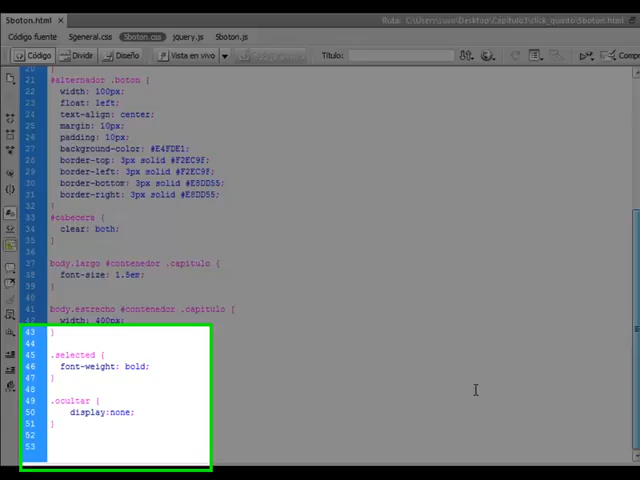 5boton.html ×
Ruta: C:\Users\uwe\Desktop\Capitulo3\click_quinto\5boton.html
Código fuente 5general.css 5boton.css jquery.js 5boton.js
Código Dividir Diseño Vista en vivo Título: Compr
20 }
21 #alternador .boton {
22 width: 100px;
23 float: left;
24 text-align: center;
25 margin: 10px;
26 padding: 10px;
27 background-color: #E4FDE1;
28 border-top: 3px solid #F2EC9F;
29 border-left: 3px solid #F2EC9F;
30 border-bottom: 3px solid #E8DD55;
31 border-right: 3px solid #E8DD55;
32 }
33 #cabecera {
34 clear: both;
35 }
36
37 body.largo #contenedor .capitulo {
38 font-size: 1.5em;
39 }
40
41 body.estrecho #contenedor .capitulo {
42 width: 400px;
43 }
44
45 .selected {
46 font-weight: bold;
47 }
48
49 .ocultar {
50 display:none;
51 }
52
53